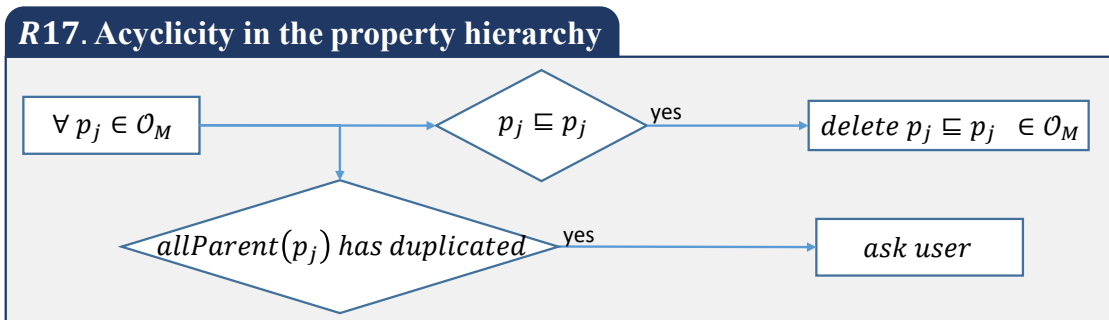 R17. Acyclicity in the property hierarchy
∀ p_j ∈ 𝒪_M
p_j ⊑ p_j
yes
delete p_j ⊑ p_j ∈ 𝒪_M
allParent(p_j) has duplicated
yes
ask user